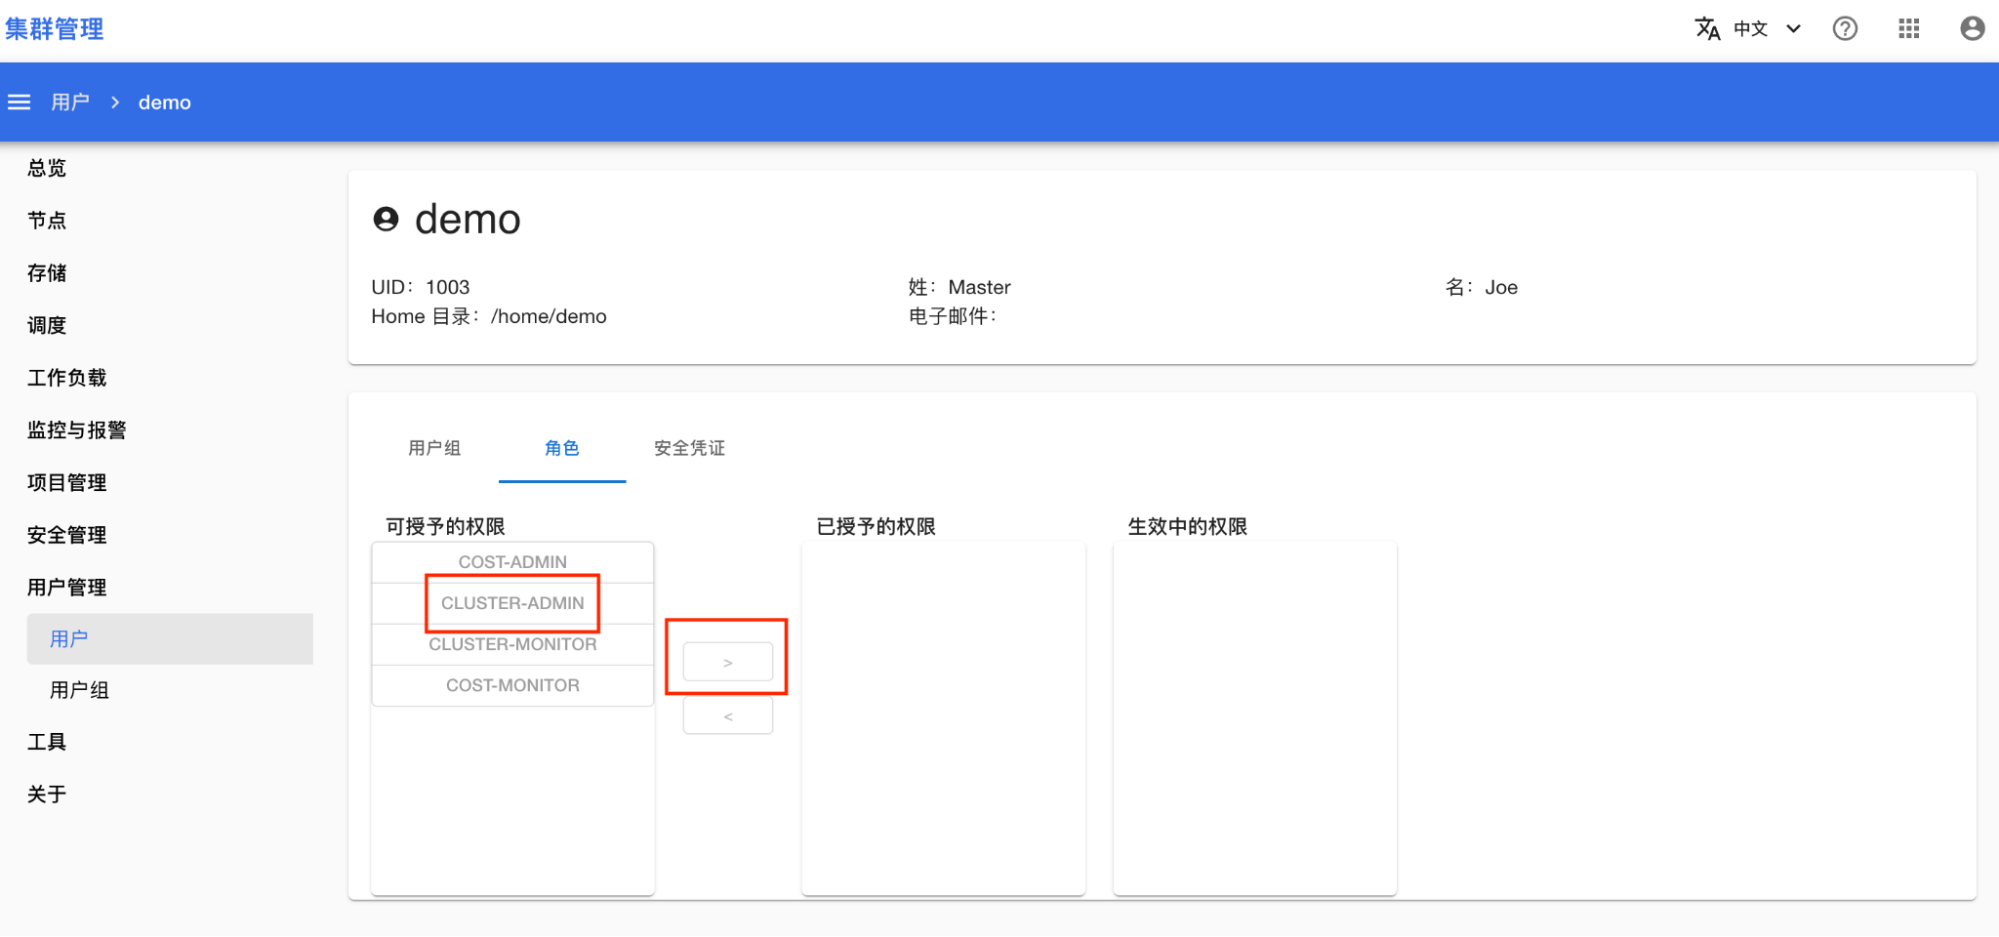 集群管理
中文
用户 > demo
总览
节点
存储
调度
工作负载
监控与报警
项目管理
安全管理
用户管理
用户
用户组
工具
关于
demo
UID：1003
姓：Master
名：Joe
Home 目录：/home/demo
电子邮件：
用户组
角色
安全凭证
可授予的权限
COST-ADMIN
CLUSTER-ADMIN
CLUSTER-MONITOR
COST-MONITOR
>
<
已授予的权限
生效中的权限